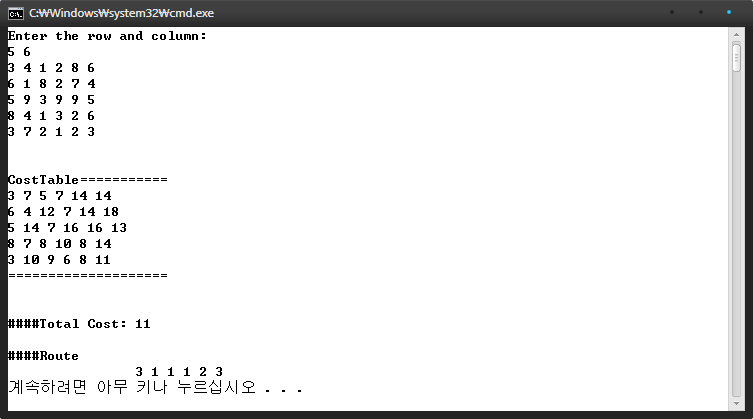 C:₩Windows₩system32₩cmd.exe
Enter the row and column:
5 6
3 4 1 2 8 6
6 1 8 2 7 4
5 9 3 9 9 5
8 4 1 3 2 6
3 7 2 1 2 3
CostTable===========
3 7 5 7 14 14
6 4 12 7 14 18
5 14 7 16 16 13
8 7 8 10 8 14
3 10 9 6 8 11
====================
####Total Cost: 11
####Route
3 1 1 1 2 3
계속하려면 아무 키나 누르십시오 . . .